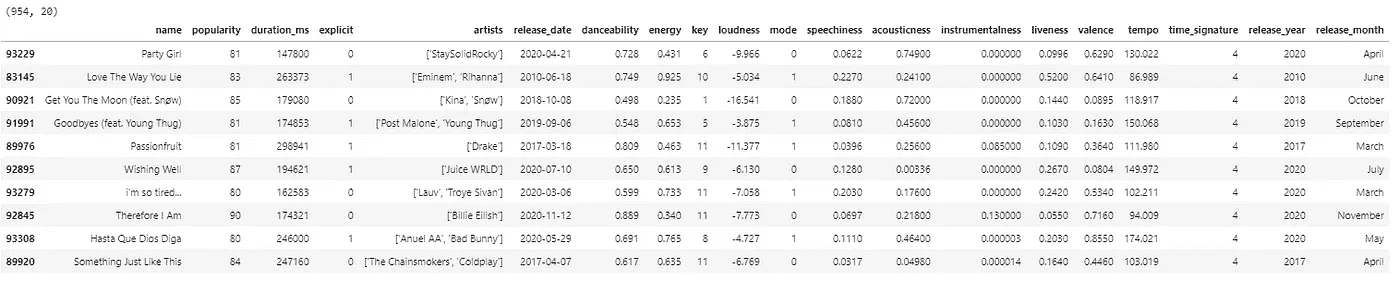 (954, 20)
name popularity duration_ms explicit artists release_date danceability energy key loudness mode speechiness acousticness instrumentalness liveness valence tempo time_signature release_year release_month
93229 Party Girl 81 147800 0 ['StaySolidRocky'] 2020-04-21 0.728 0.431 6 -9.966 0 0.0622 0.74900 0.000000 0.0996 0.6290 130.022 4 2020 April
83145 Love The Way You Lie 83 263373 1 ['Eminem', 'Rihanna'] 2010-06-18 0.749 0.925 10 -5.034 1 0.2270 0.24100 0.000000 0.5200 0.6410 86.989 4 2010 June
90921 Get You The Moon (feat. Snøw) 85 179080 0 ['Kina', 'Snøw'] 2018-10-08 0.498 0.235 1 -16.541 0 0.1880 0.72000 0.000000 0.1440 0.0895 118.917 4 2018 October
91991 Goodbyes (feat. Young Thug) 81 174853 1 ['Post Malone', 'Young Thug'] 2019-09-06 0.548 0.653 5 -3.875 1 0.0810 0.45600 0.000000 0.1030 0.1630 150.068 4 2019 September
89976 Passionfruit 81 298941 1 ['Drake'] 2017-03-18 0.809 0.463 11 -11.377 1 0.0396 0.25600 0.085000 0.1090 0.3640 111.980 4 2017 March
92895 Wishing Well 87 194621 1 ['Juice WRLD'] 2020-07-10 0.650 0.613 9 -6.130 0 0.1280 0.00336 0.000000 0.2670 0.0804 149.972 4 2020 July
93279 i'm so tired... 80 162583 0 ['Lauv', 'Troye Sivan'] 2020-03-06 0.599 0.733 11 -7.058 1 0.2030 0.17600 0.000000 0.2420 0.5340 102.211 4 2020 March
92845 Therefore I Am 90 174321 0 ['Billie Eilish'] 2020-11-12 0.889 0.340 11 -7.773 0 0.0697 0.21800 0.130000 0.0550 0.7160 94.009 4 2020 November
93308 Hasta Que Dios Diga 80 246000 1 ['Anuel AA', 'Bad Bunny'] 2020-05-29 0.691 0.765 8 -4.727 1 0.1110 0.46400 0.000003 0.2030 0.8550 174.021 4 2020 May
89920 Something Just Like This 84 247160 0 ['The Chainsmokers', 'Coldplay'] 2017-04-07 0.617 0.635 11 -6.769 0 0.0317 0.04980 0.000014 0.1640 0.4460 103.019 4 2017 April